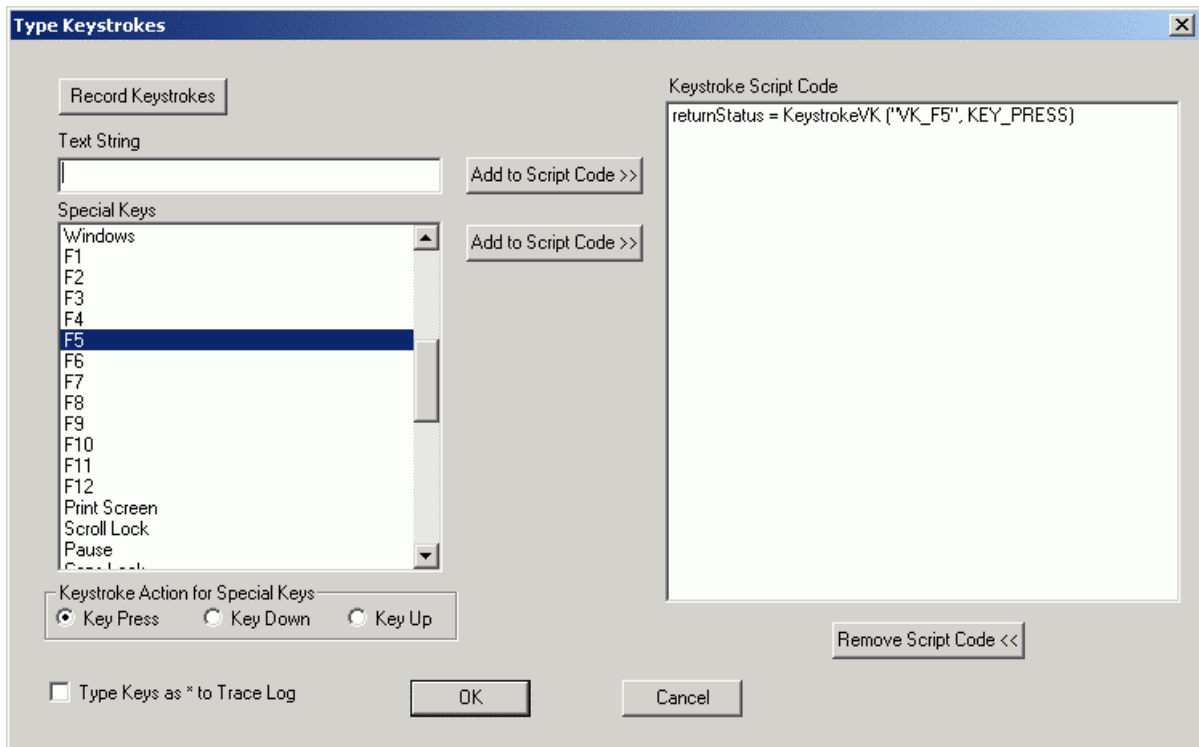 Type Keystrokes
Record Keystrokes
Text String
Add to Script Code >>
Special Keys
Windows
F1
F2
F3
F4
F5
F6
F7
F8
F9
F10
F11
F12
Print Screen
Scroll Lock
Pause
Add to Script Code >>
Keystroke Action for Special Keys
Key Press Key Down Key Up
Type Keys as * to Trace Log
OK
Cancel
Keystroke Script Code
returnStatus = KeystrokeVK ("VK_F5", KEY_PRESS)
Remove Script Code <<